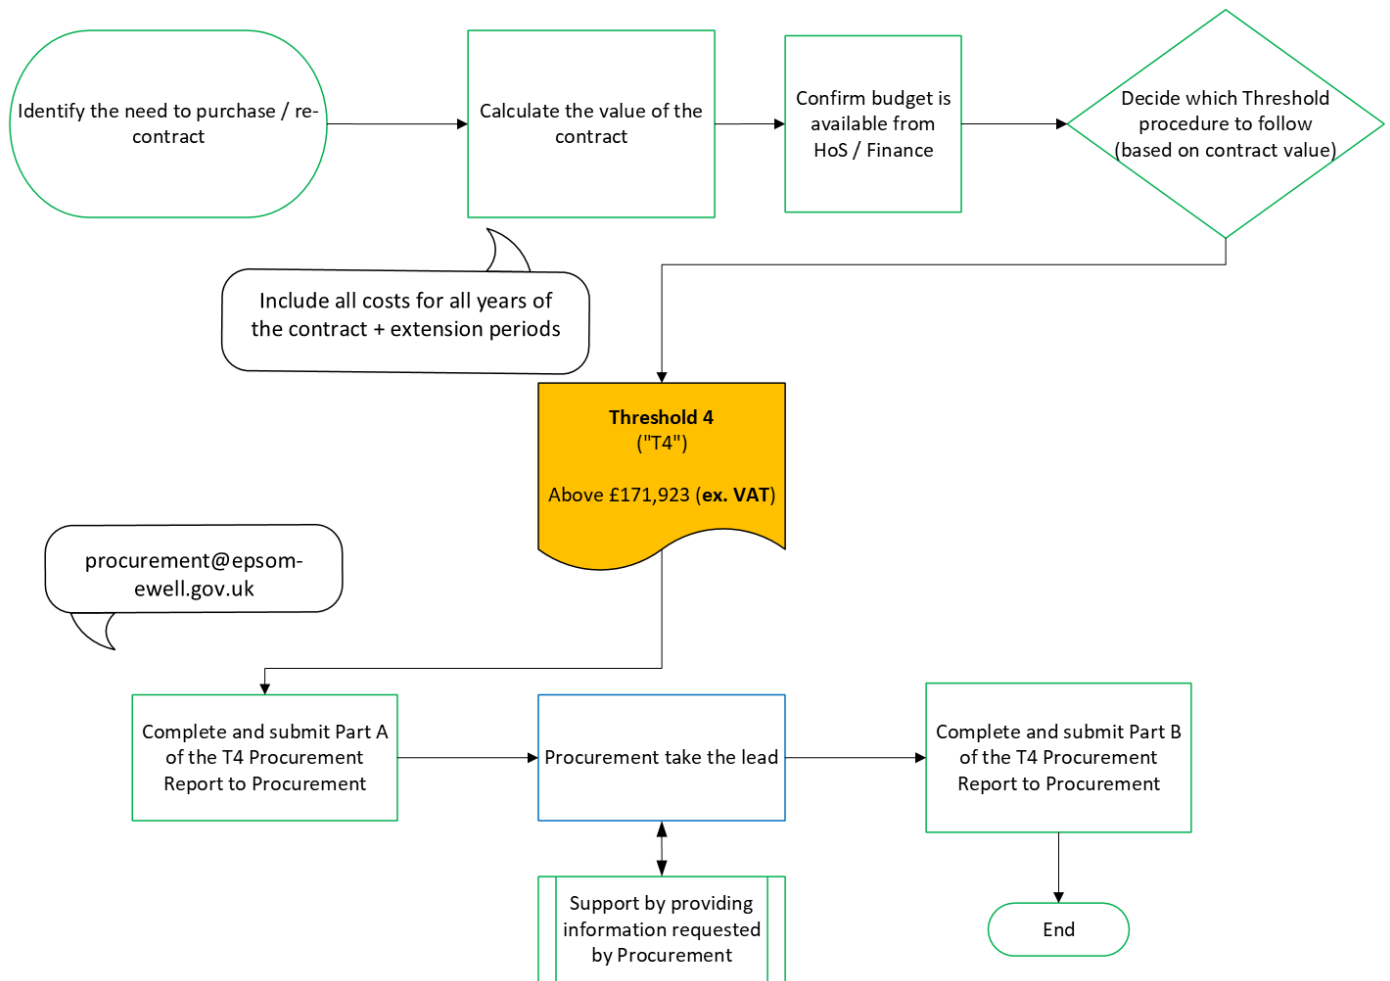 Identify the need to purchase / re-
contract
Calculate the value of the
contract
Confirm budget is
available from
HoS / Finance
Decide which Threshold
procedure to follow
(based on contract value)
Include all costs for all years of
the contract + extension periods
Threshold 4
("T4")
Above £171,923 (ex. VAT)
procurement@epsom-
ewell.gov.uk
Complete and submit Part A
of the T4 Procurement
Report to Procurement
Procurement take the lead
Complete and submit Part B
of the T4 Procurement
Report to Procurement
Support by providing
information requested
by Procurement
End